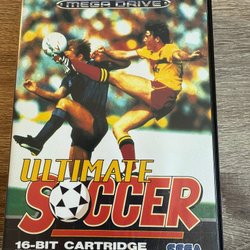 MEGA DRIVE
ULTIMATE
SOCCER
16-BIT CARTRIDGE
SEGA